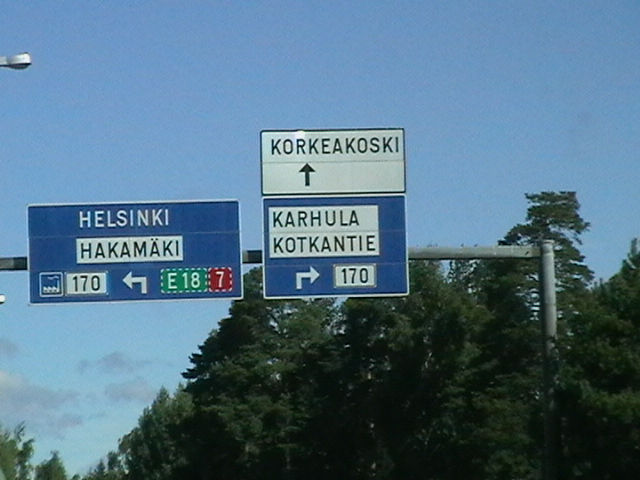 HELSINKI
HAKAMÄKI
170 E18 7
KORKEAKOSKI
KARHULA
KOTKANTIE
170